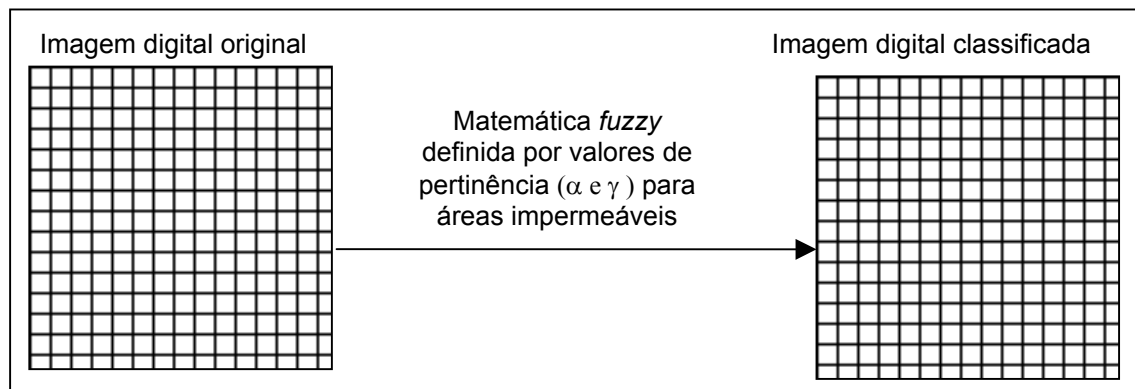 Imagem digital original
Imagem digital classificada
Matemática fuzzy
definida por valores de
pertinência (α e γ ) para
áreas impermeáveis